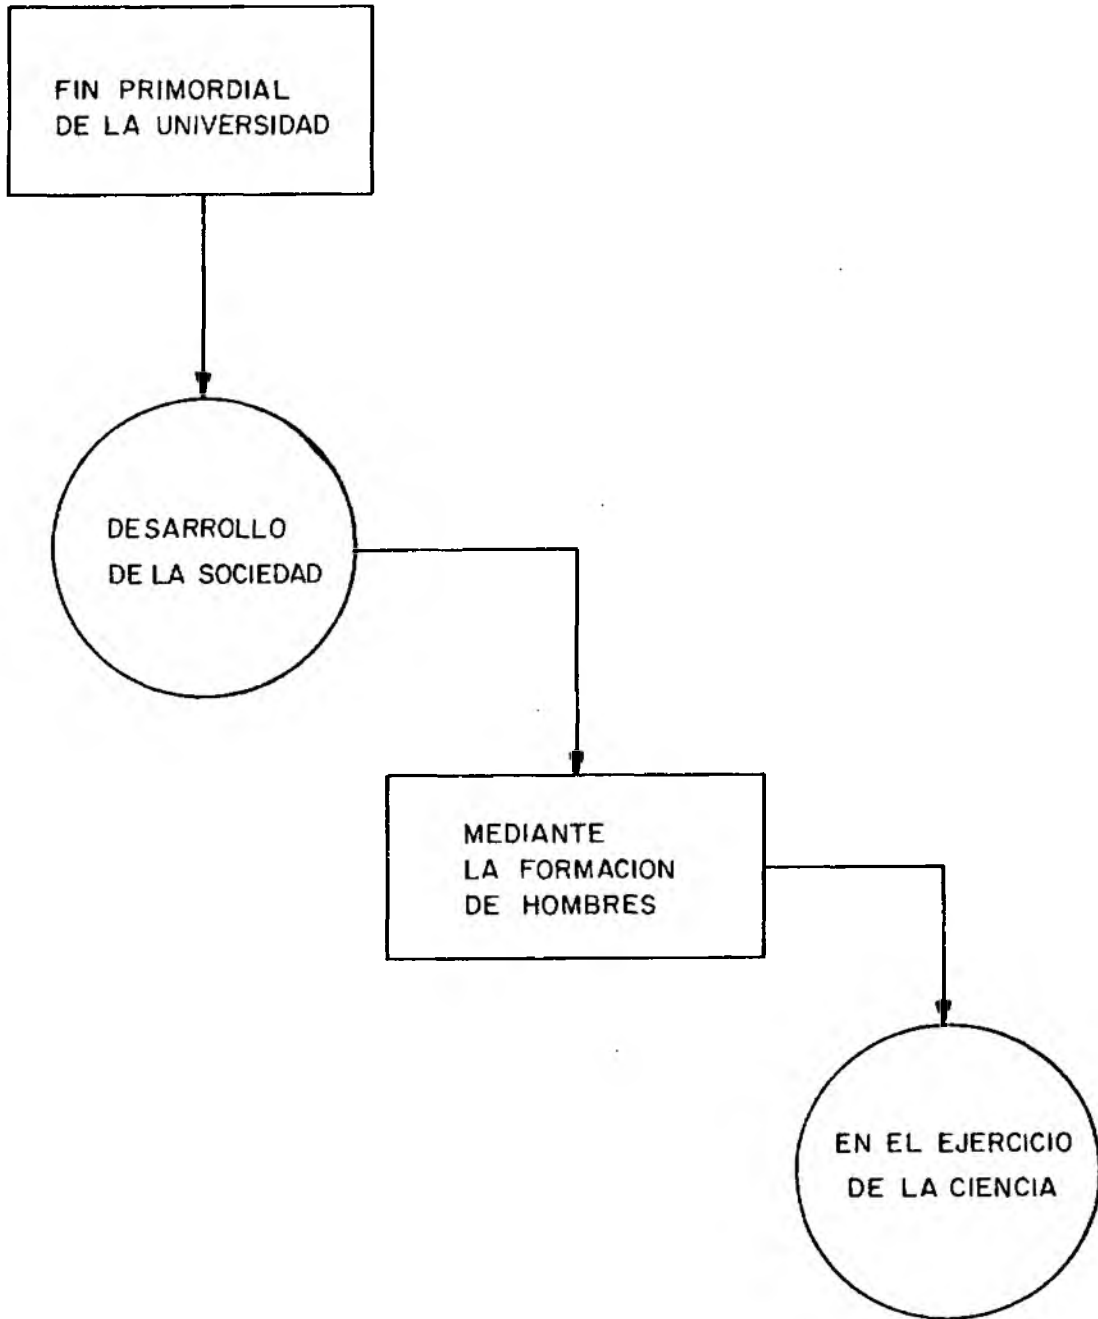 FIN PRIMORDIAL
DE LA UNIVERSIDAD
DESARROLLO
DE LA SOCIEDAD
MEDIANTE
LA FORMACION
DE HOMBRES
EN EL EJERCICIO
DE LA CIENCIA